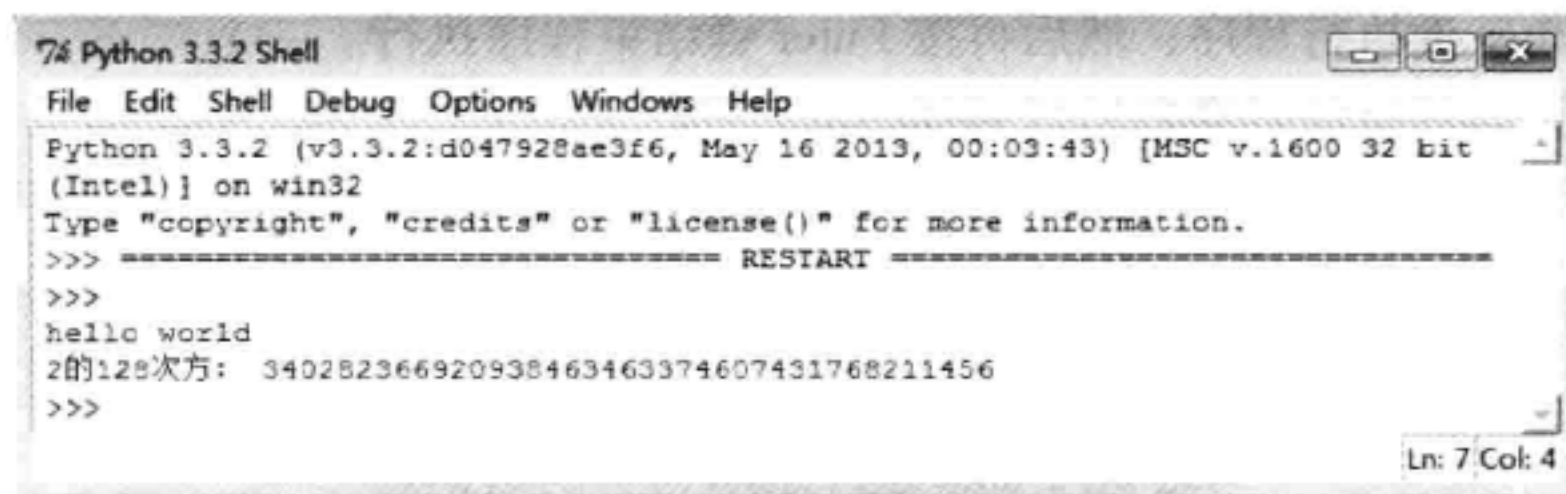 Python 3.3.2 Shell
File Edit Shell Debug Options Windows Help
Python 3.3.2 (v3.3.2:d047928ae3f6, May 16 2013, 00:03:43) [MSC v.1600 32 bit
(Intel)] on win32
Type "copyright", "credits" or "license()" for more information.
>>> ================================ RESTART ================================
>>>
hello world
2的128次方： 340282366920938463463374607431768211456
>>>
Ln: 7 Col: 4